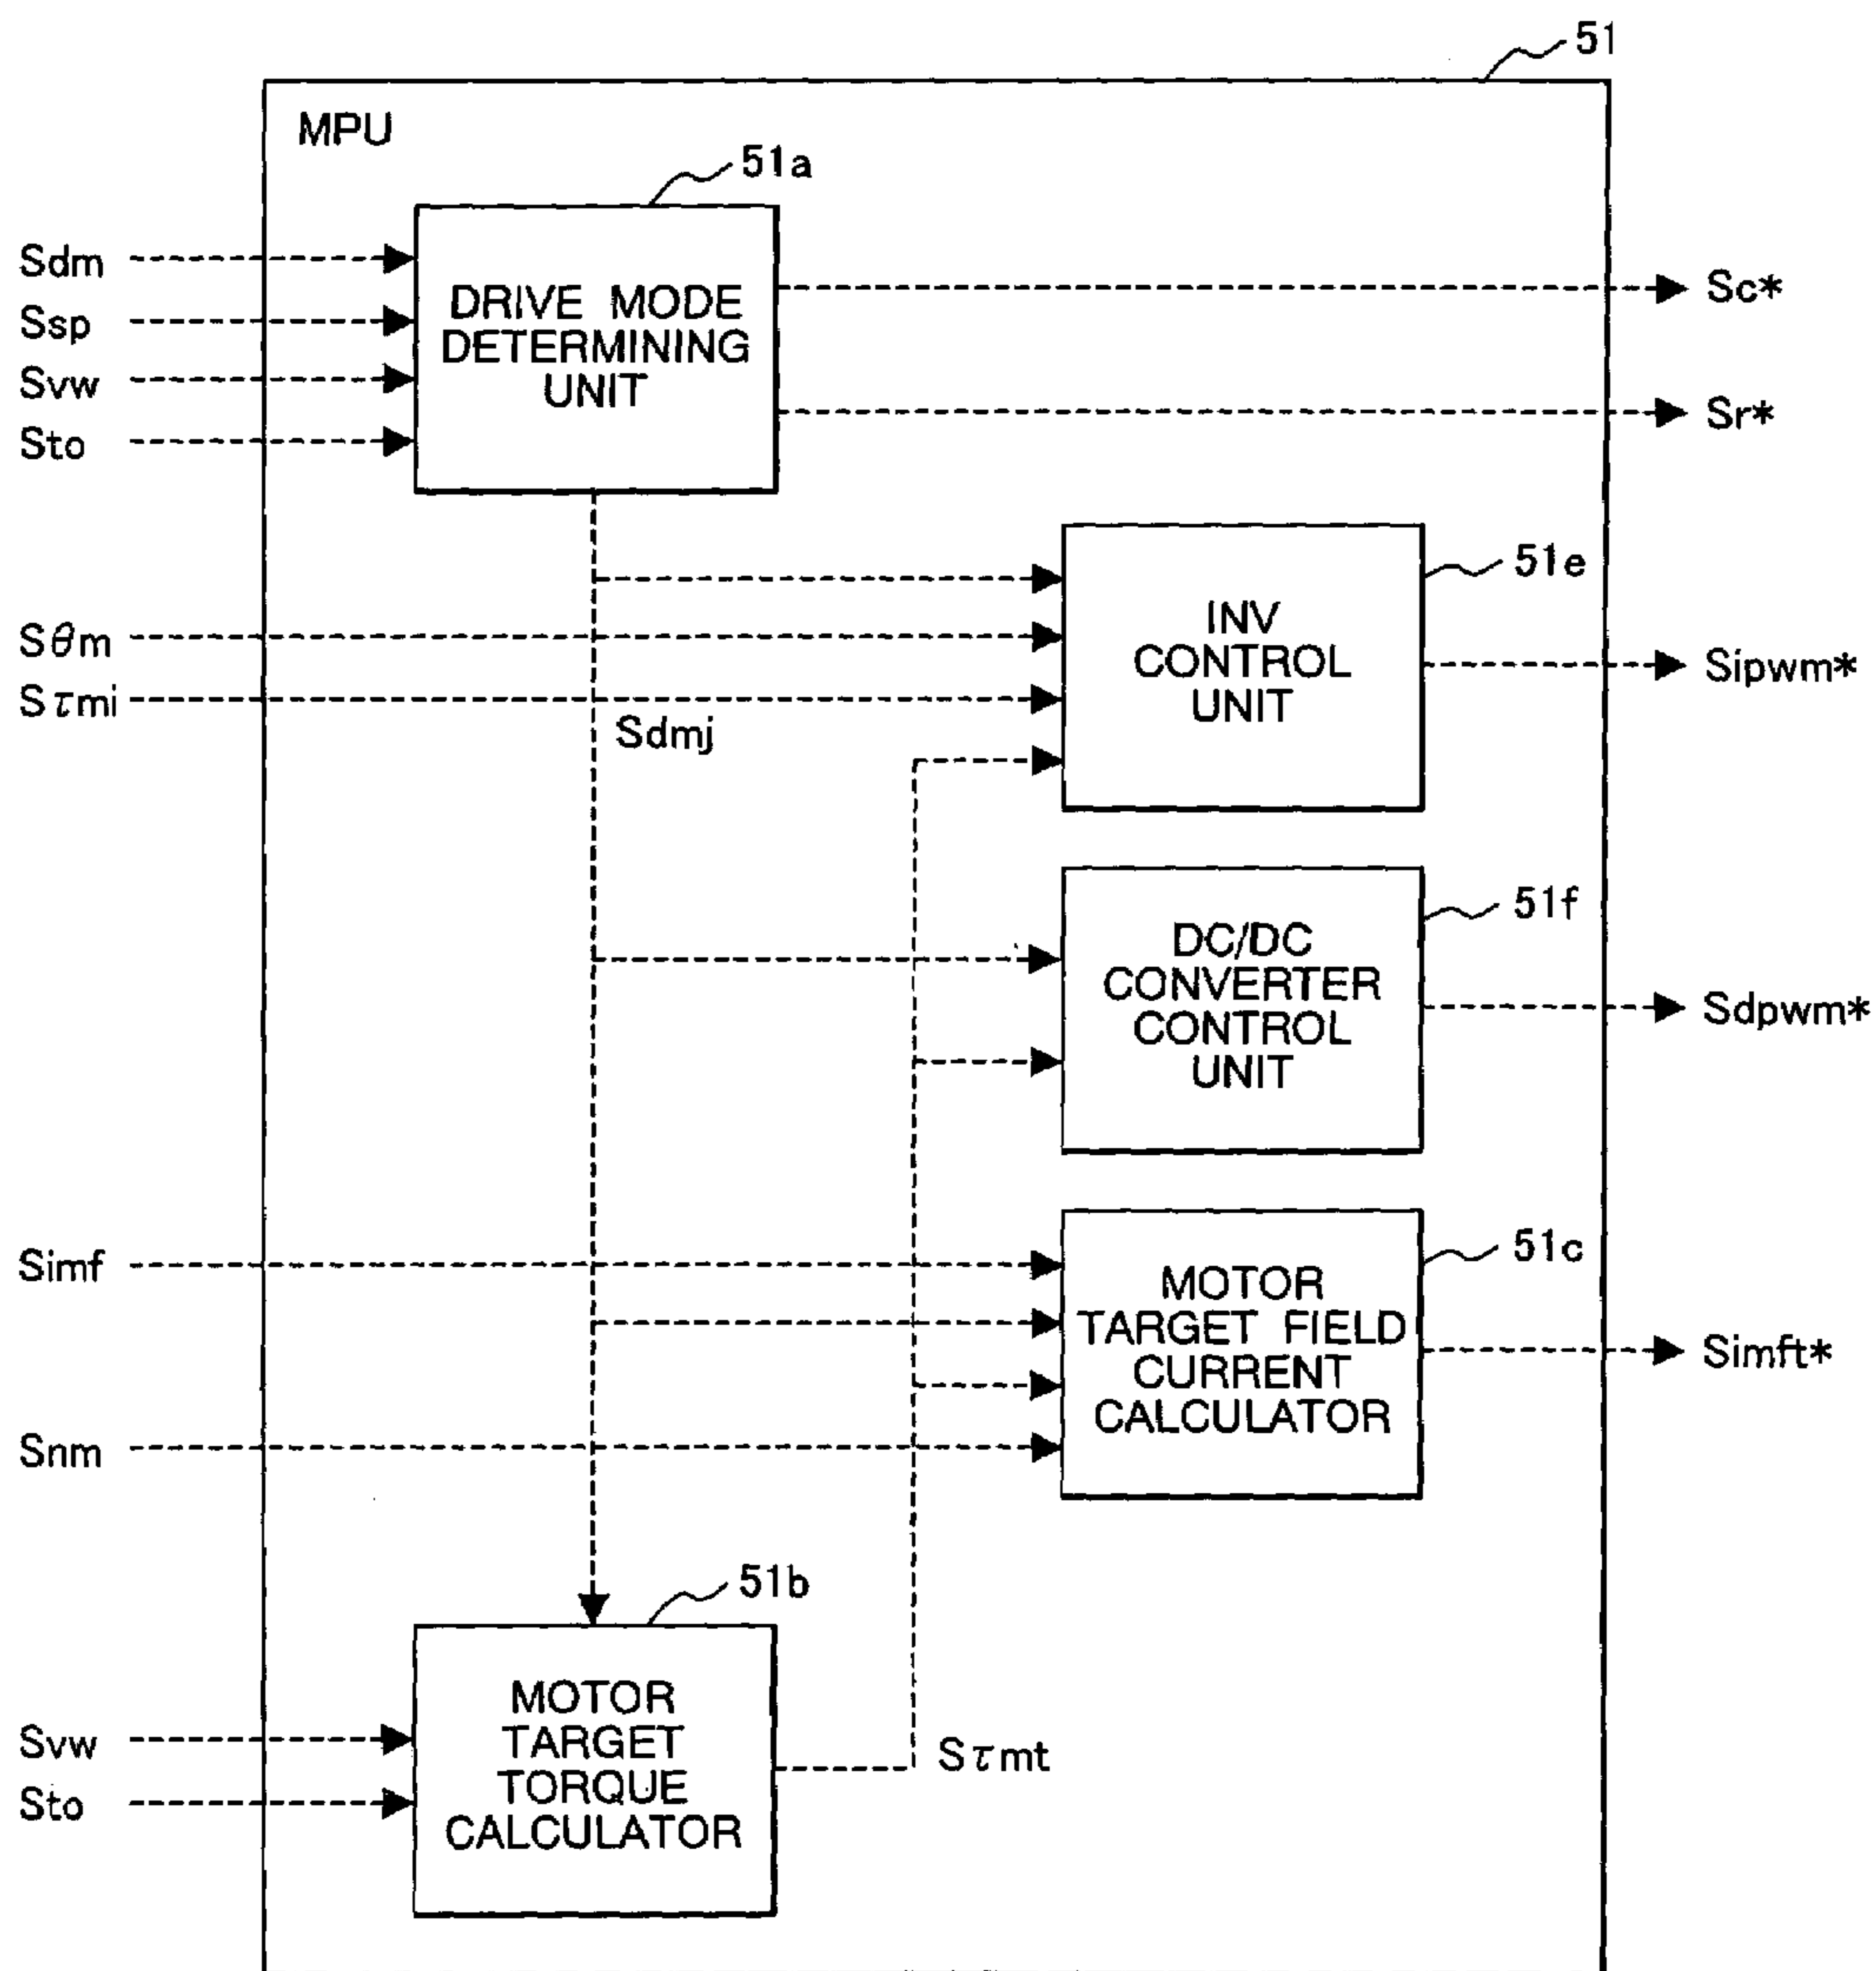 51
MPU
51a
Sdm
Ssp
Svw
Sto
DRIVE MODE
DETERMINING
UNIT
Sc*
Sr*
51e
Sθm
Sτmi
INV
CONTROL
UNIT
Sipwm*
Sdmj
51f
DC/DC
CONVERTER
CONTROL
UNIT
Sdpwm*
51c
Simf
Snm
MOTOR
TARGET FIELD
CURRENT
CALCULATOR
Simft*
51b
Svw
Sto
MOTOR
TARGET
TORQUE
CALCULATOR
Sτmt